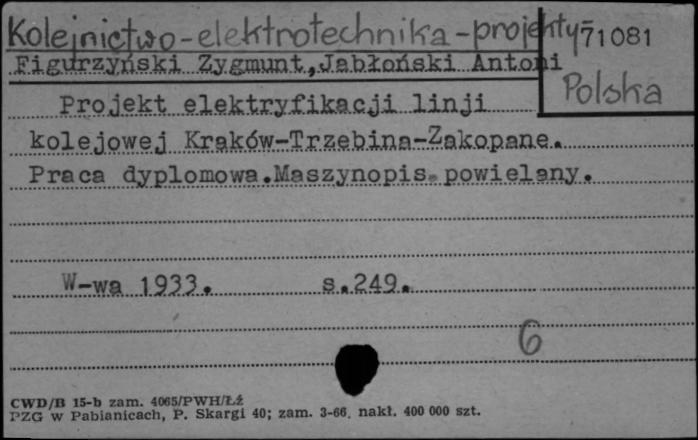 Kolejnictwo-elektrotechnika-projekty
71081
Figurzyński Zygmunt,Jabłoński Antoni
Polska
Projekt elektryfikacji linji
kolejowej Kraków-Trzebina-Zakopane.
Praca dyplomowa.Maszynopis powielany.
W-wa 1933. s.249.
6
CWD/B 15-b zam. 4065/PWH/Łź
PZG w Pabianicach, P. Skargi 40; zam. 3-66. nakł. 400 000 szt.